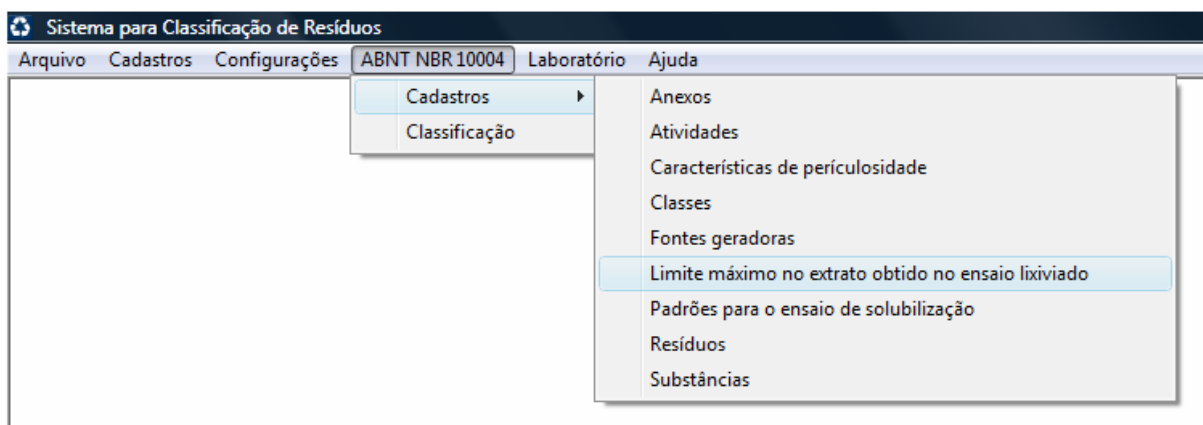 Sistema para Classificação de Resíduos
Arquivo Cadastros Configurações ABNT NBR 10004 Laboratório Ajuda
Cadastros
Classificação
Anexos
Atividades
Características de perículosidade
Classes
Fontes geradoras
Limite máximo no extrato obtido no ensaio lixiviado
Padrões para o ensaio de solubilização
Resíduos
Substâncias